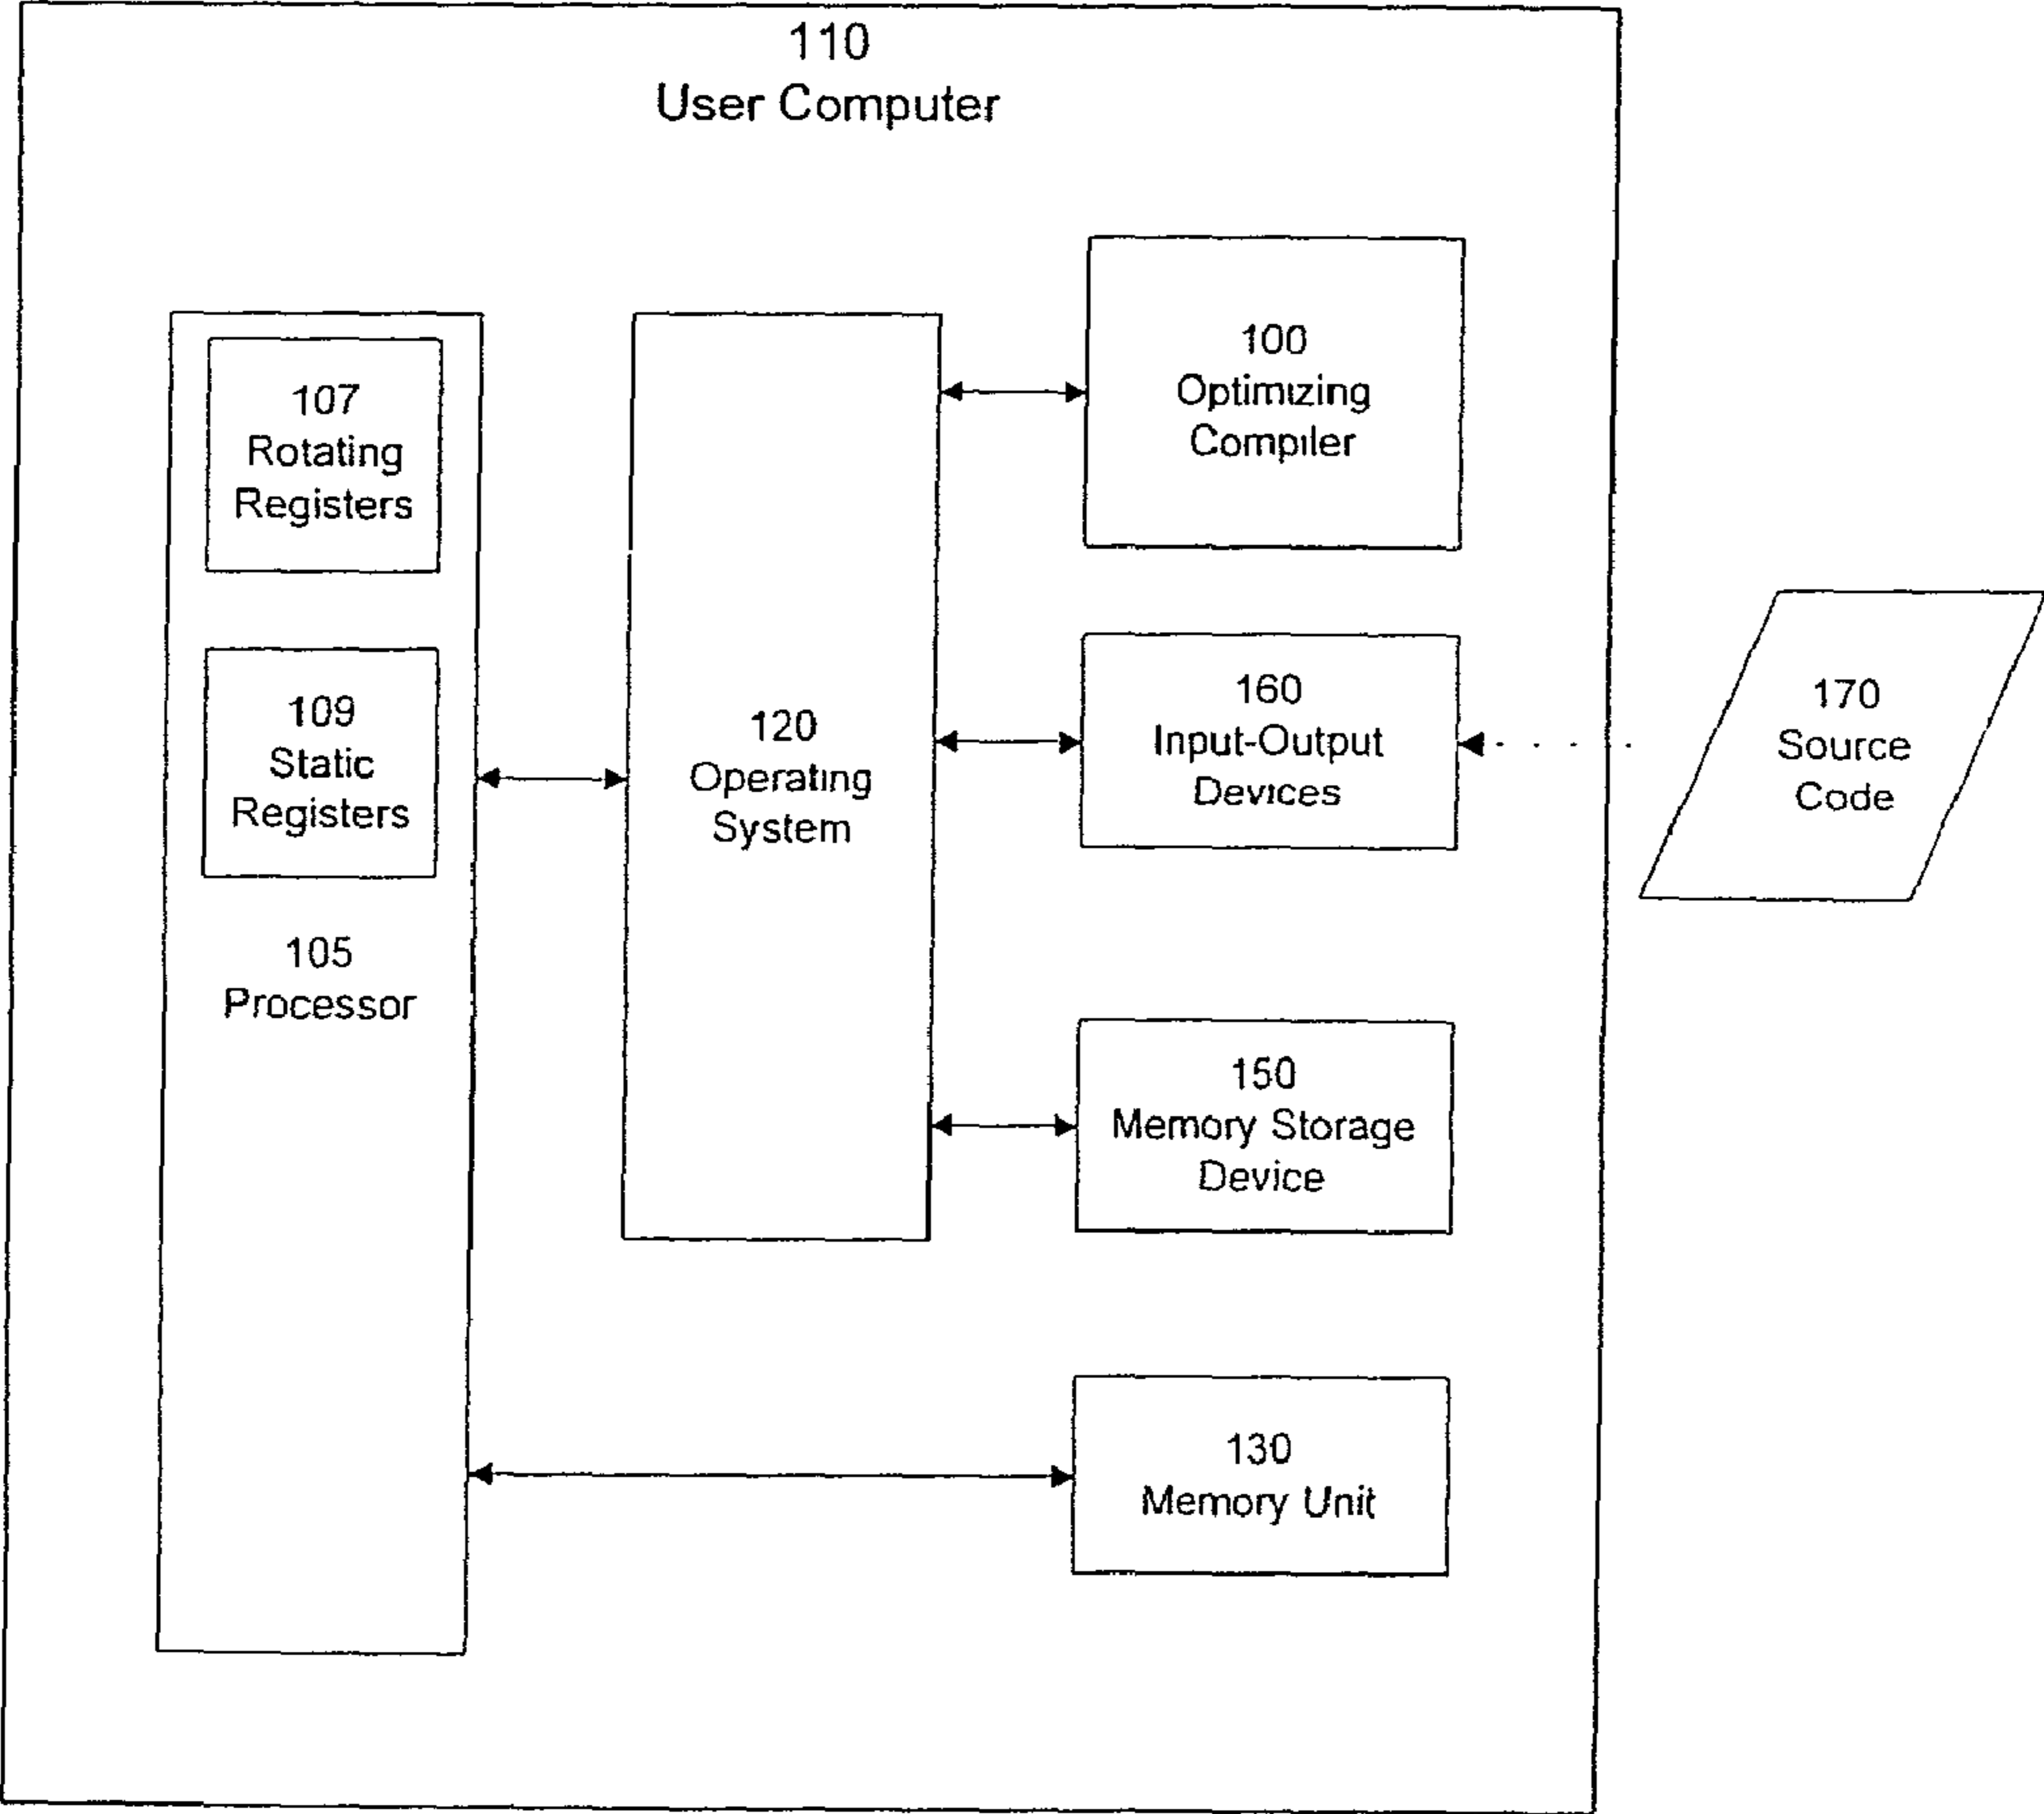 110
User Computer
107
Rotating
Registers
109
Static
Registers
105
Processor
120
Operating
System
100
Optimizing
Compiler
160
Input-Output
Devices
150
Memory Storage
Device
130
Memory Unit
170
Source
Code